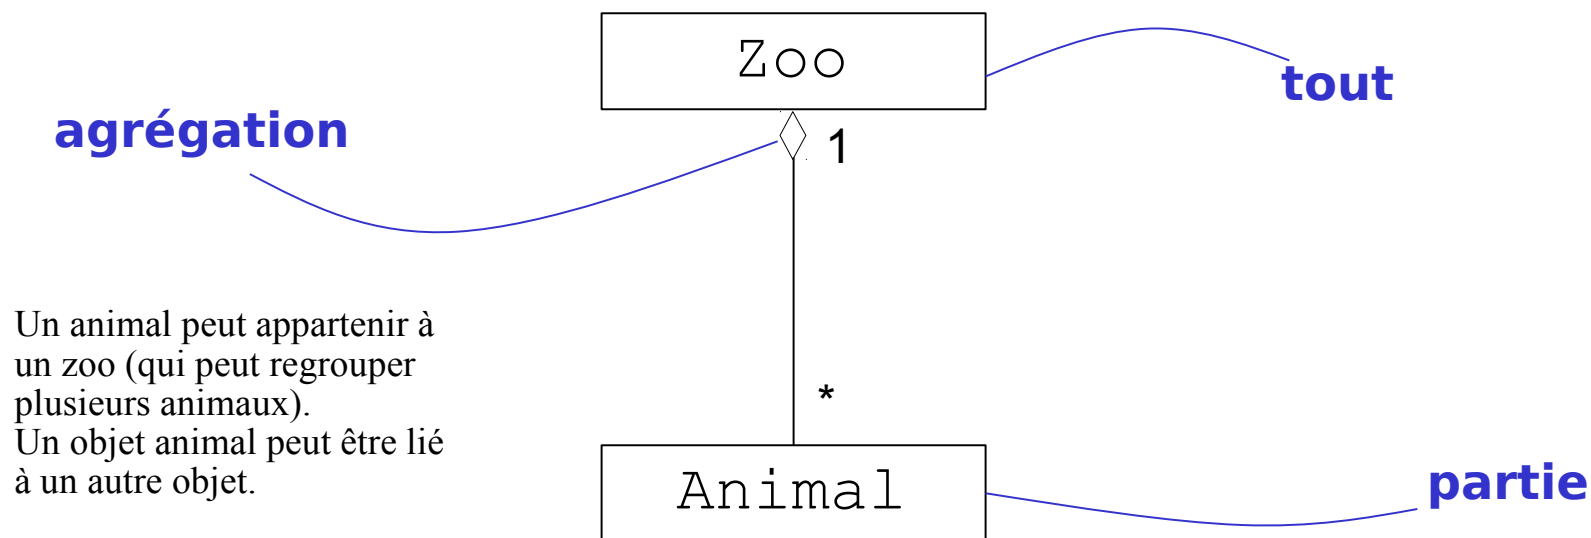 Zoo
tout
agrégation
1
Un animal peut appartenir à
un zoo (qui peut regrouper
plusieurs animaux).
Un objet animal peut être lié
à un autre objet.
*
Animal
partie